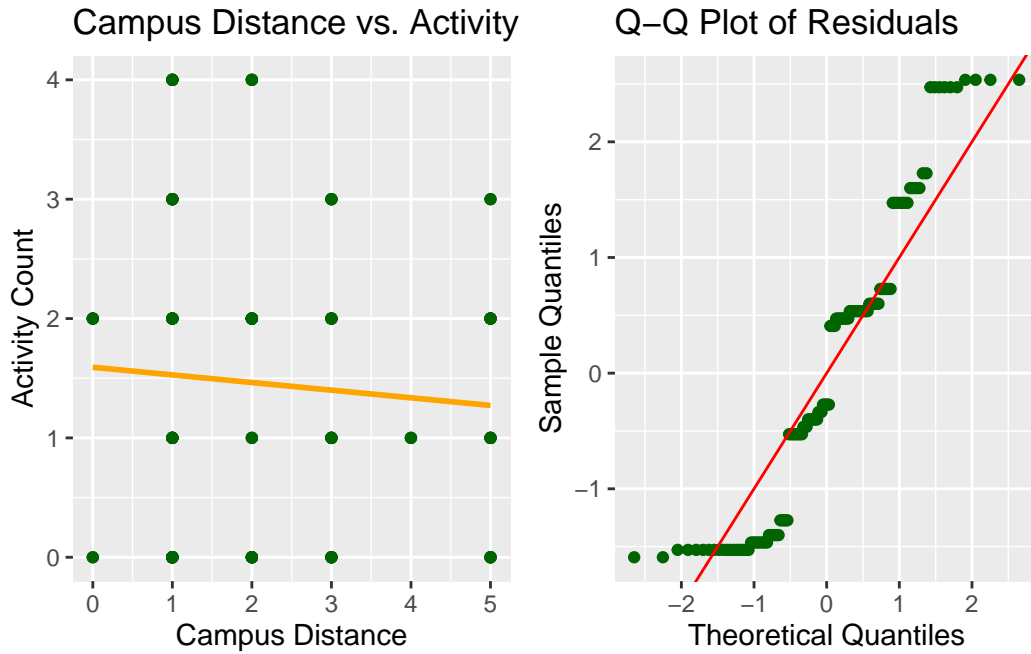 Campus Distance vs. Activity
Activity Count
4
3
2
1
0
0 1 2 3 4 5
Campus Distance
Q−Q Plot of Residuals
Sample Quantiles
2
1
0
−1
−2 −1 0 1 2
Theoretical Quantiles